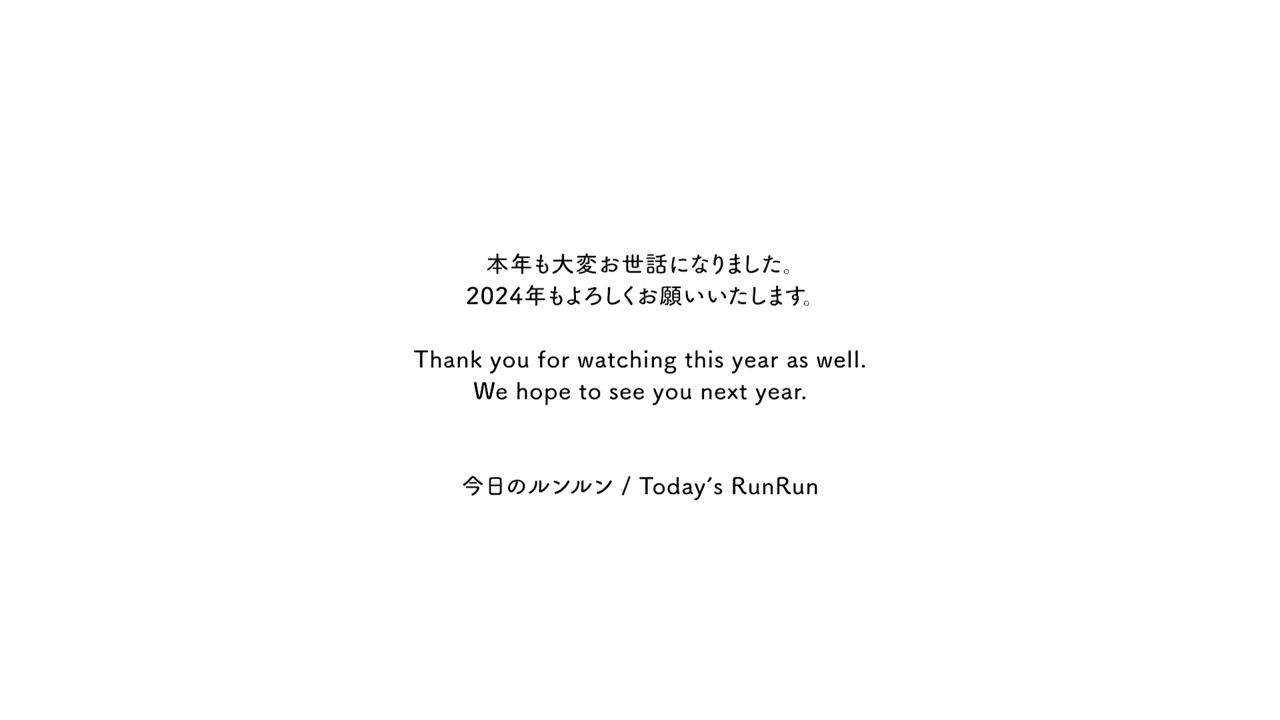 本年も大変お世話になりました。
2024年もよろしくお願いいたします。
Thank you for watching this year as well.
We hope to see you next year.
今日のルンルン / Today´s RunRun